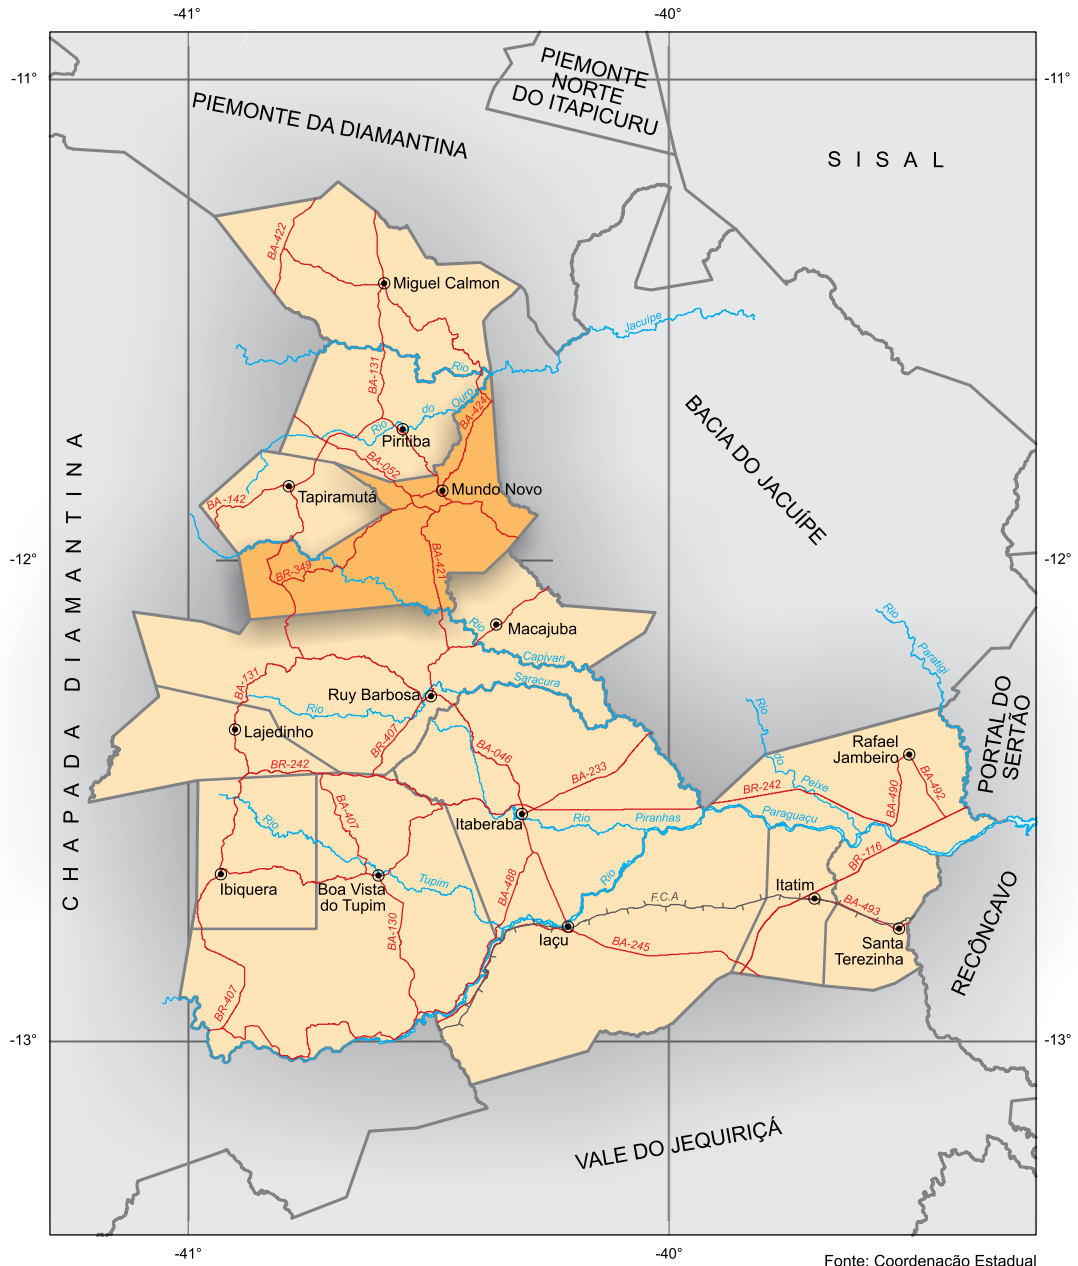 -41°
-40°
-11°
-11°
PIEMONTE
NORTE
DO ITAPICURU
PIEMONTE DA DIAMANTINA
SISAL
BA-422
Miguel Calmon
Jacuípe
Rio
BA-131
do
Ouro
BA-424
Rio
Piritiba
BACIA DO JACUÍPE
BA-052
Mundo Novo
Tapiramutá
BA-142
CHAPADA DIAMANTINA
-12°
-12°
BR-349
BA-421
Rio
Macajuba
Rio
Paratigi
Capivari
Saracura
BA-131
Ruy Barbosa
Rio
Rio
Lajedinho
BR-407
BA-046
PORTAL DO
SERTÃO
Rafael
Jambeiro
do
BR-242
BA-233
BR-242
Peixe
BA-490
BA-492
BA-407
Itaberaba
Rio
Piranhas
Paraguaçu
Rio
BR-116
Ibiquera
Boa Vista
do Tupim
Tupim
BA-488
Rio
Itatim
F.C.A
BA-493
BA-130
Iaçu
BA-245
Santa
Terezinha
RECÔNCAVO
BR-407
-13°
-13°
VALE DO JEQUIRIÇÁ
-41°
-40°
Fonte: Coordenação Estadual